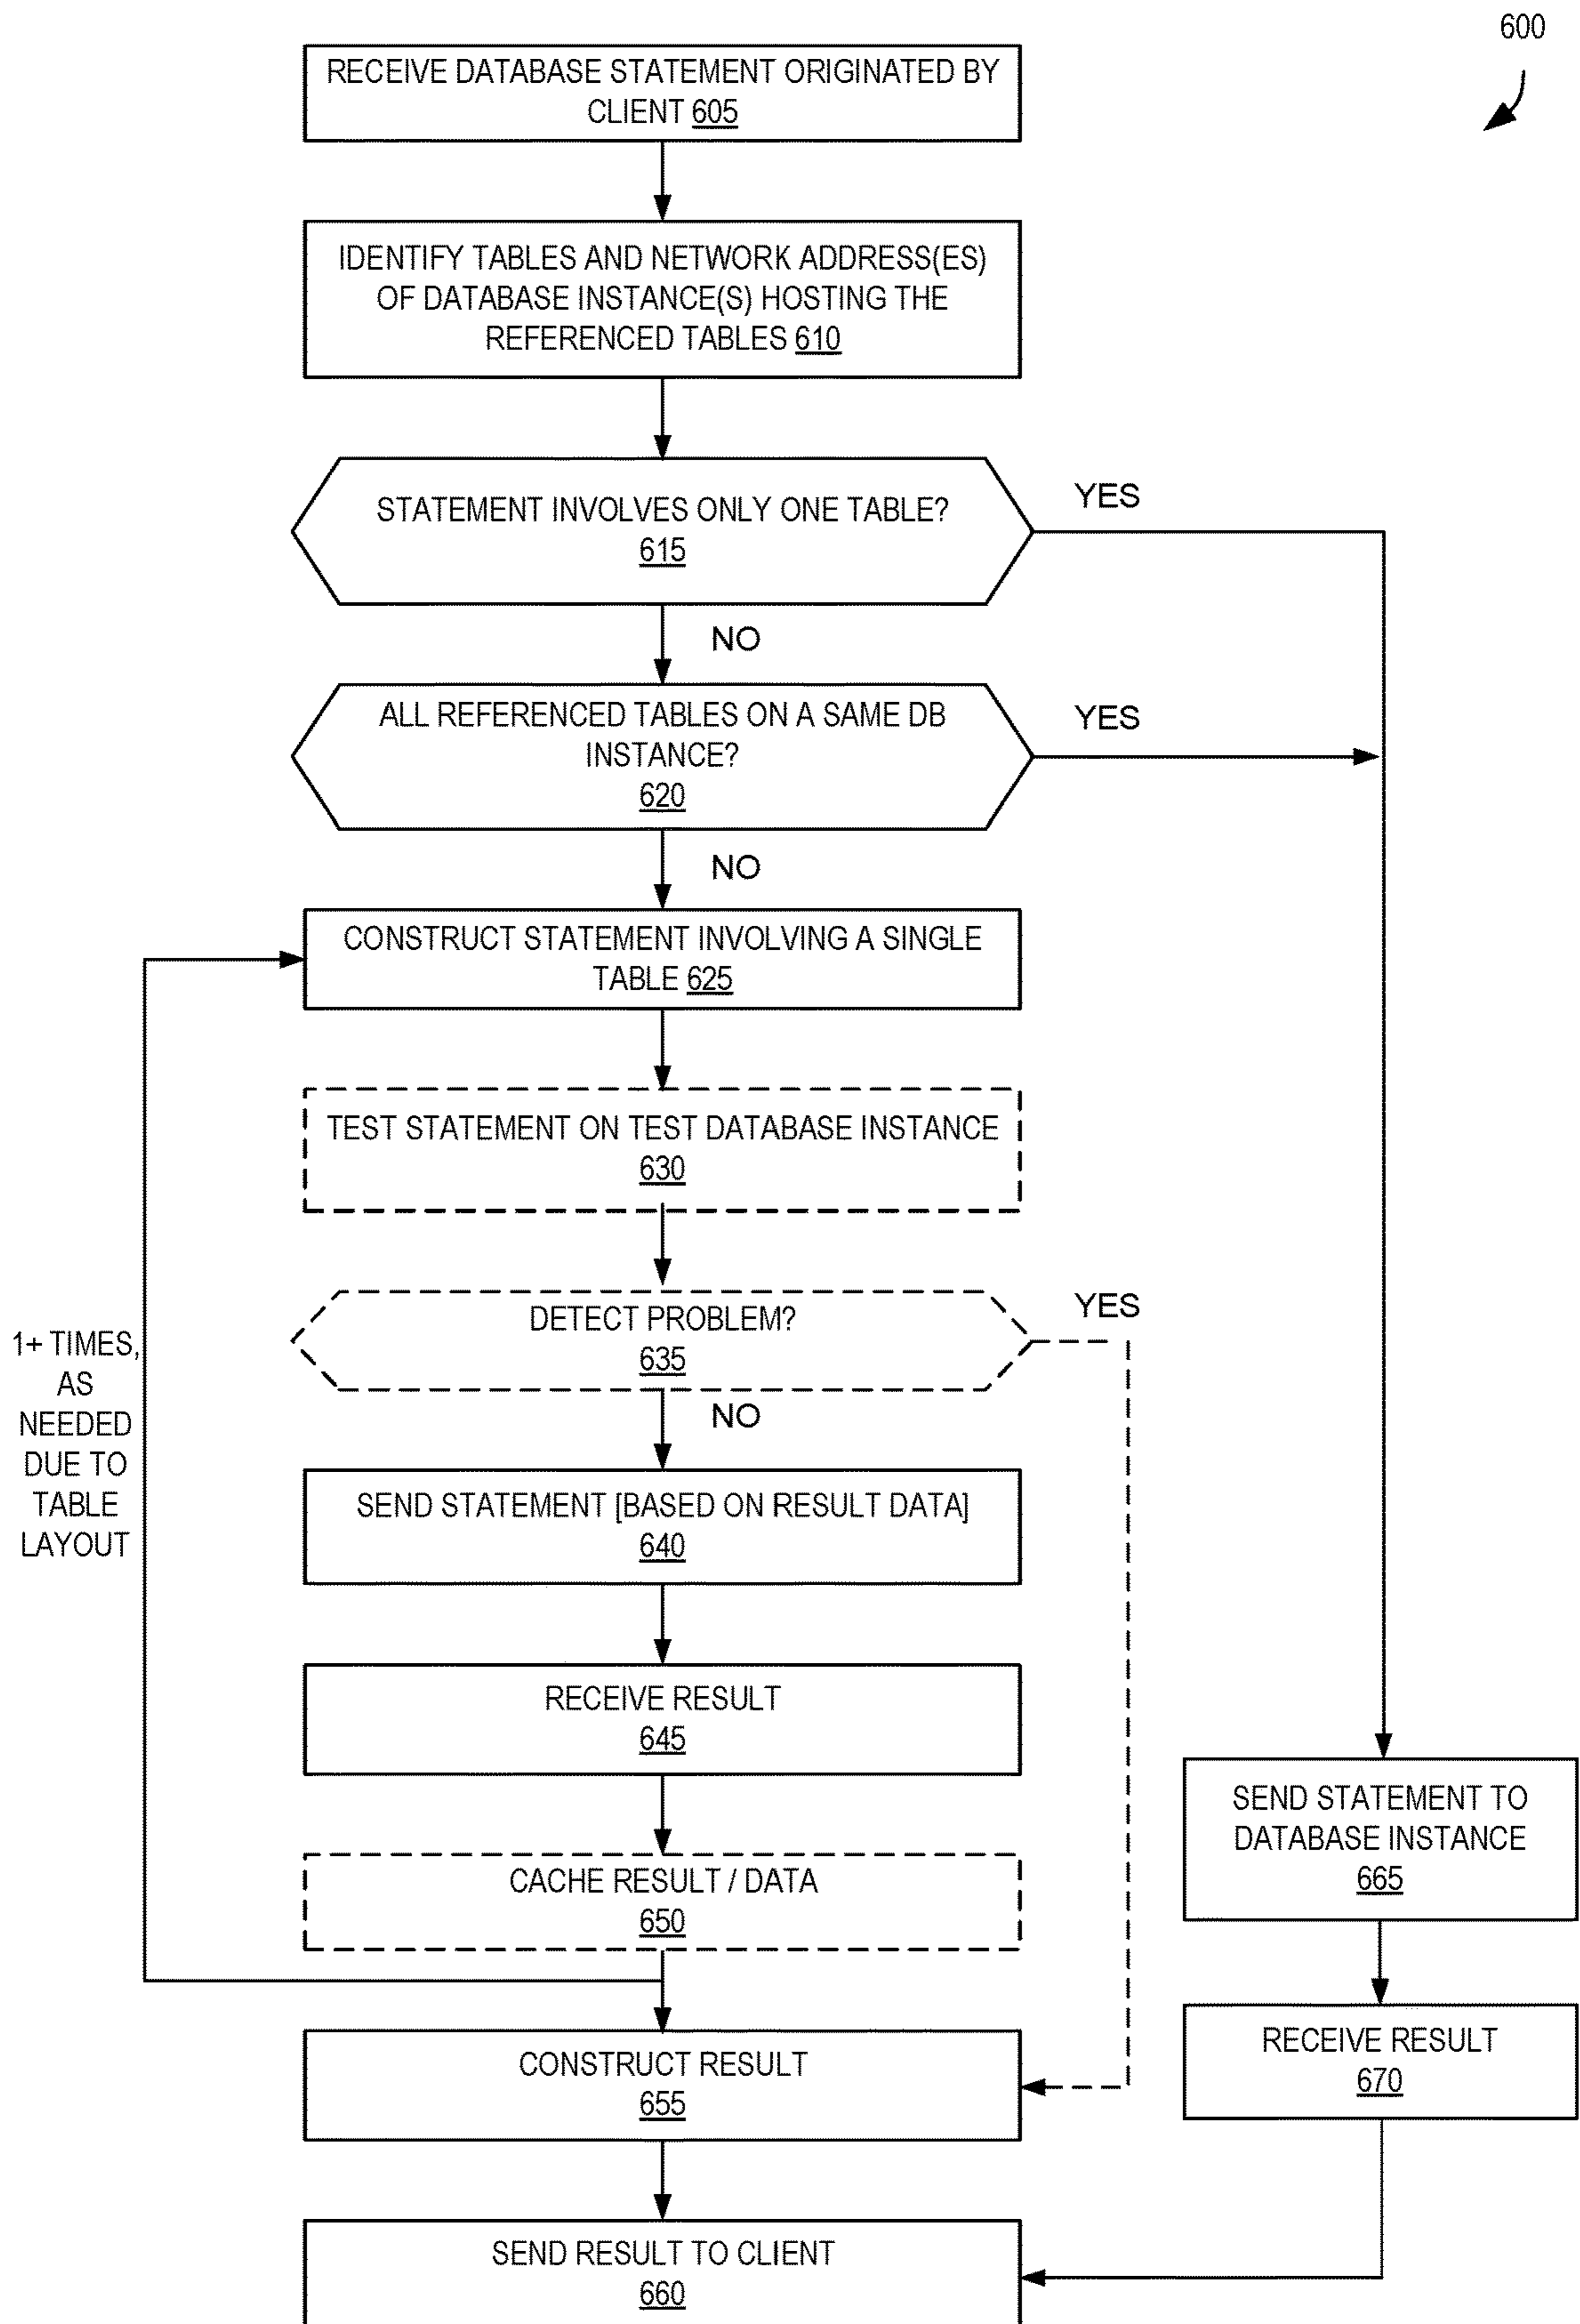 600
RECEIVE DATABASE STATEMENT ORIGINATED BY
CLIENT 605
IDENTIFY TABLES AND NETWORK ADDRESS(ES)
OF DATABASE INSTANCE(S) HOSTING THE
REFERENCED TABLES 610
STATEMENT INVOLVES ONLY ONE TABLE?
615
YES
NO
ALL REFERENCED TABLES ON A SAME DB
INSTANCE?
620
YES
NO
CONSTRUCT STATEMENT INVOLVING A SINGLE
TABLE 625
TEST STATEMENT ON TEST DATABASE INSTANCE
630
DETECT PROBLEM?
635
YES
NO
1+ TIMES,
AS
NEEDED
DUE TO
TABLE
LAYOUT
SEND STATEMENT [BASED ON RESULT DATA]
640
RECEIVE RESULT
645
CACHE RESULT / DATA
650
CONSTRUCT RESULT
655
SEND RESULT TO CLIENT
660
SEND STATEMENT TO
DATABASE INSTANCE
665
RECEIVE RESULT
670